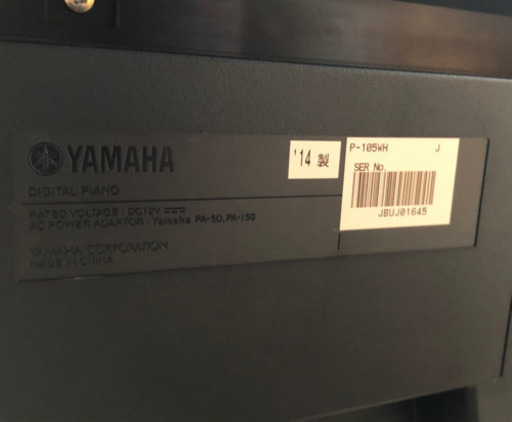 YAMAHA
DIGITAL PIANO
RATED VOLTAGE : DC12V
AC POWER ADAPTOR : Yamaha PA-5D, PA-150
YAMAHA CORPORATION
MADE IN CHINA
'14 製
P-105WH J
SER No.
JBUJ01645